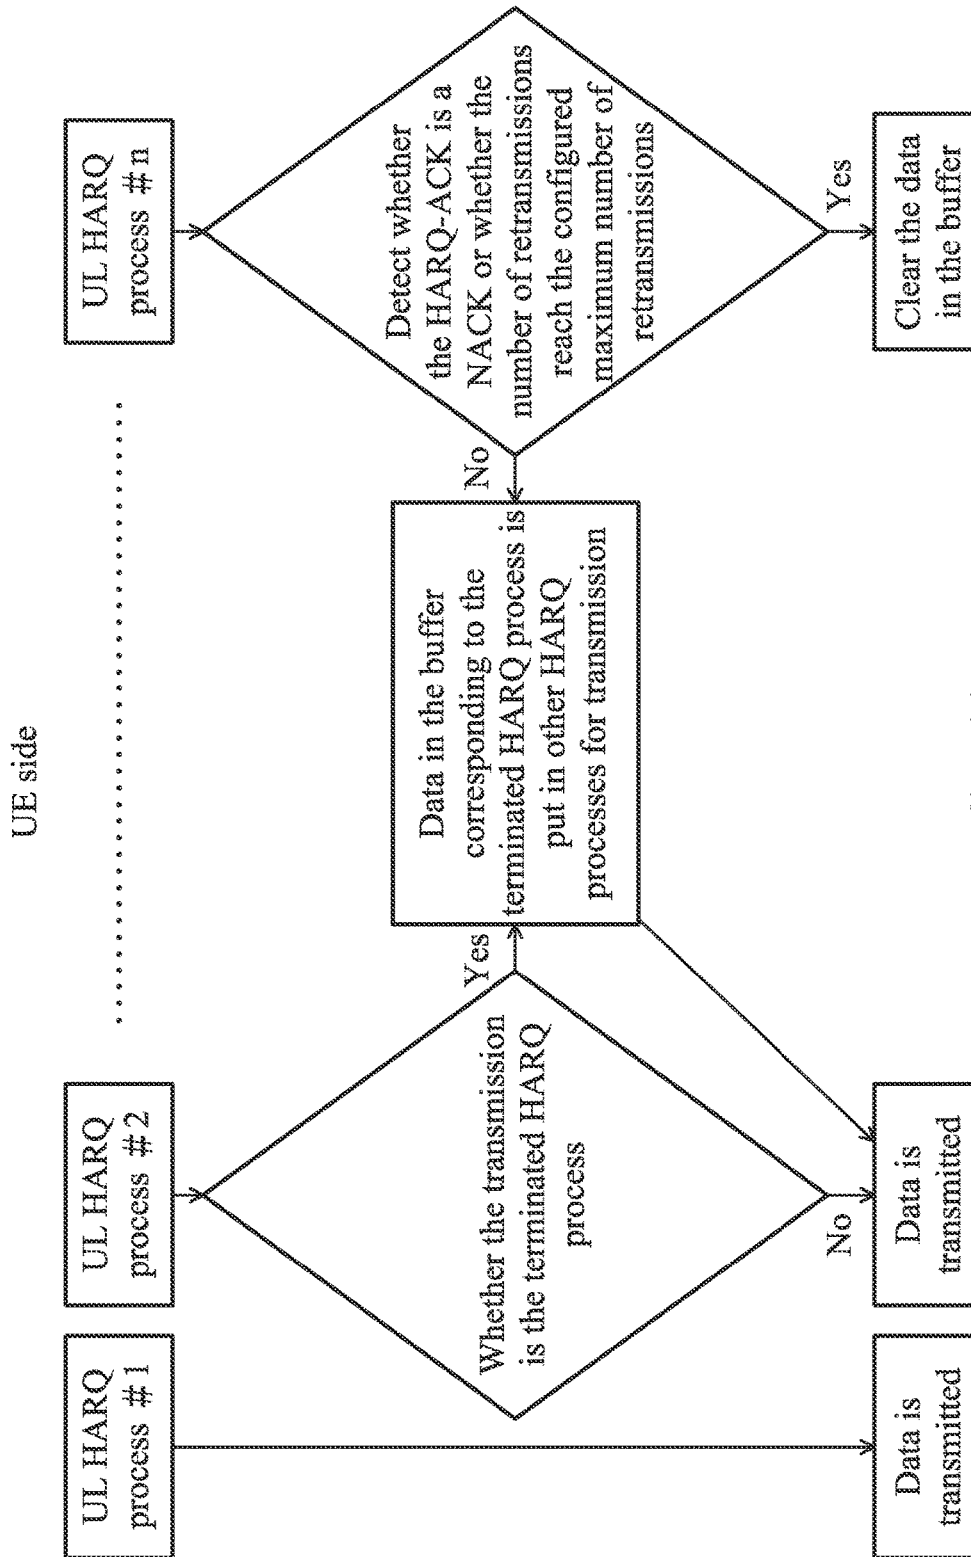 UE side
UL HARQ
process #1
UL HARQ
process #2
UL HARQ
process #n
Whether the transmission
is the terminated HARQ
process
Yes
No
Data in the buffer
corresponding to the
terminated HARQ process is
put in other HARQ
processes for transmission
No
Detect whether
the HARQ-ACK is a
NACK or whether the
number of retransmissions
reach the configured
maximum number of
retransmisions
Yes
Data is
transmitted
Data is
transmitted
Clear the data
in the buffer